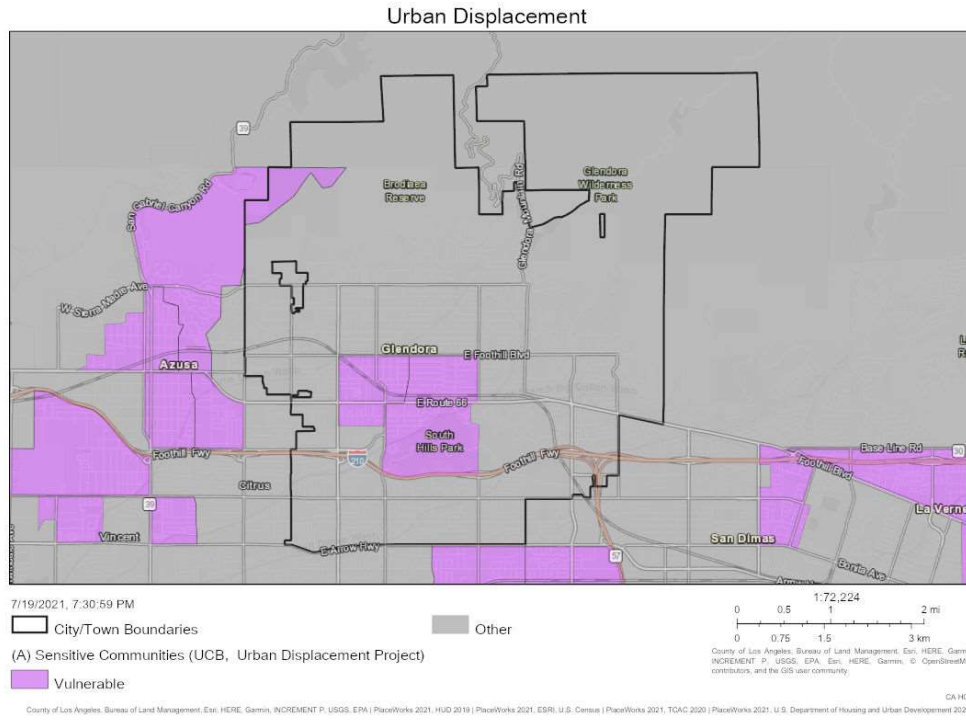 Urban Displacement
39
San Gabriel Canyon Rd
Brodiaea
Reserve
Glendora
Wilderness
Park
Glendora Mountain Rd
W Sierra Madre Ave
Azusa
Glendora
E Foothill Blvd
E Route 66
South
Hills Park
Foothill Fwy
210
Foothill Fwy
Base Line Rd
30
Foothill Blvd
Citrus
39
La Verne
Vincent
E Arrow Hwy
57
San Dimas
Bonita Ave
7/19/2021, 7:30:59 PM
City/Town Boundaries
Other
(A) Sensitive Communities (UCB, Urban Displacement Project)
Vulnerable
1:72,224
0 0.5 1 2 mi
0 0.75 1.5 3 km
County of Los Angeles, Bureau of Land Management, Esri, HERE, Garm
INCREMENT P, USGS, EPA, Esri, HERE, Garmin, © OpenStreetM
contributors, and the GIS user community
CA HC
County of Los Angeles, Bureau of Land Management, Esri, HERE, Garmin, INCREMENT P, USGS, EPA | PlaceWorks 2021, HUD 2019 | PlaceWorks 2021, ESRI, U.S. Census | PlaceWorks 2021, TCAC 2020 | PlaceWorks 2021, U.S. Department of Housing and Urban Developement 202